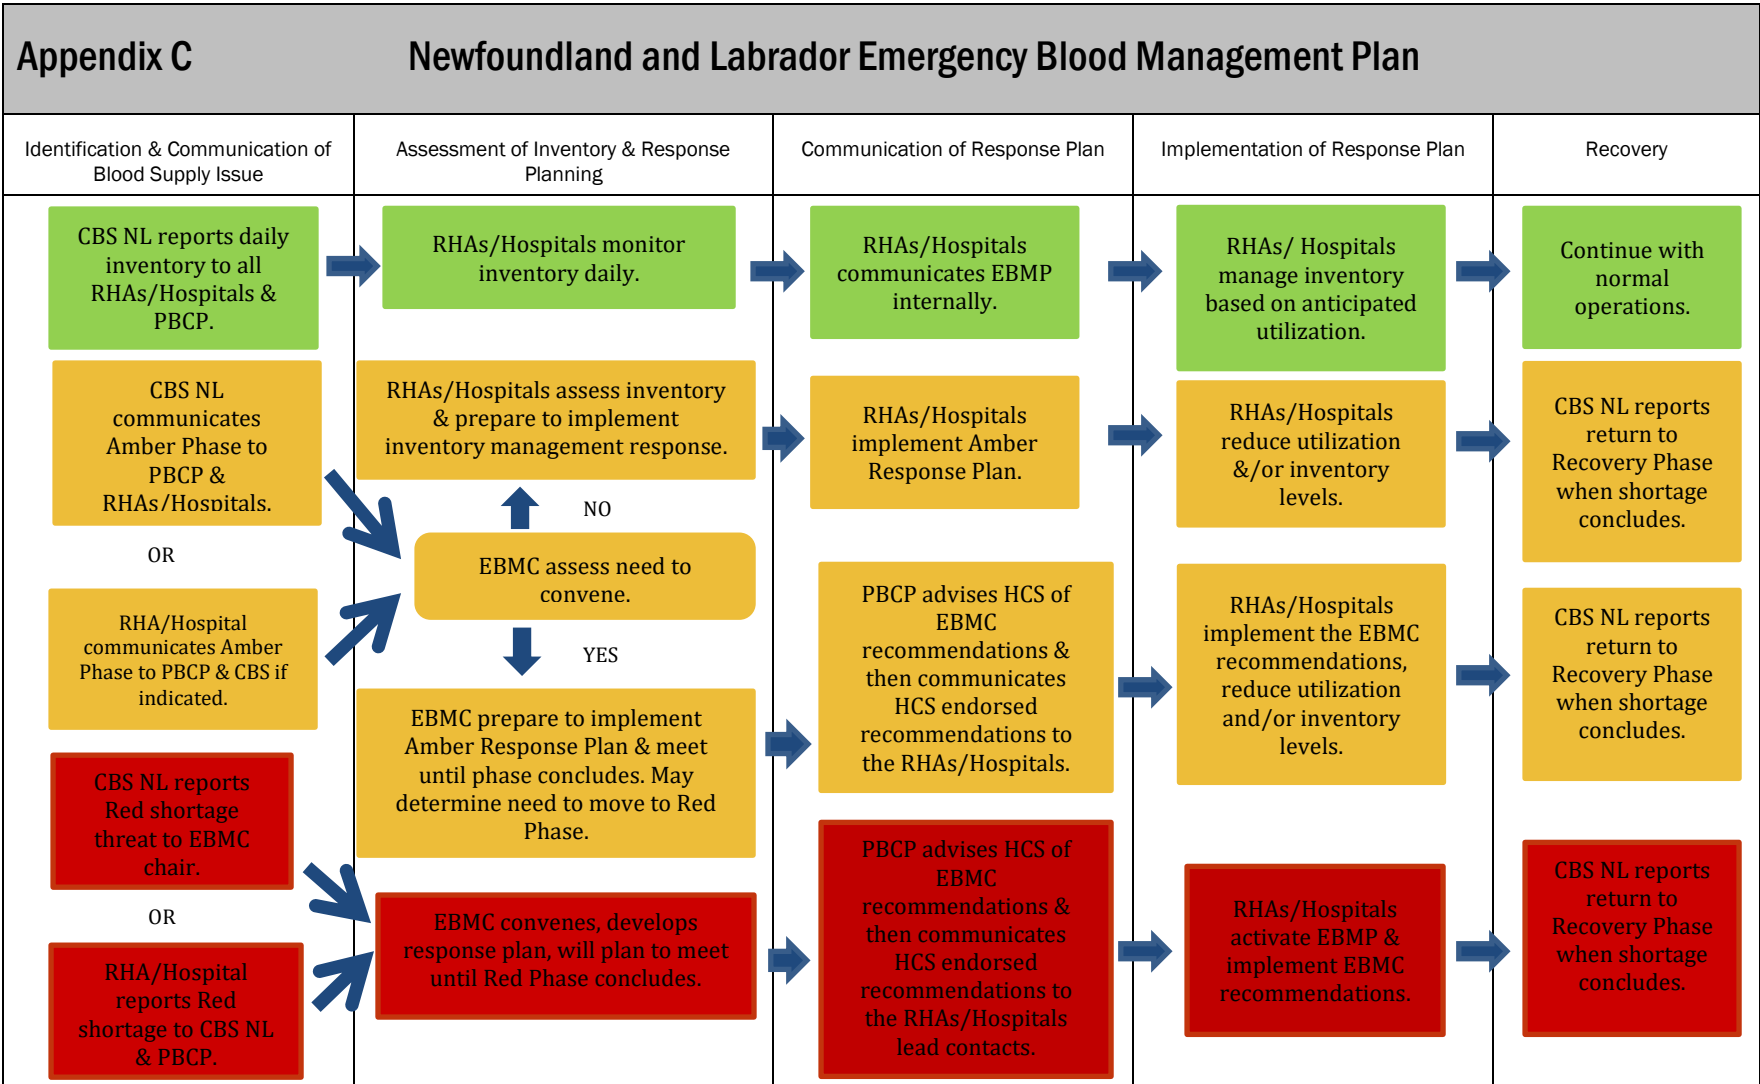 Appendix C
Newfoundland and Labrador Emergency Blood Management Plan
Identification & Communication of
Blood Supply Issue
Assessment of Inventory & Response
Planning
Communication of Response Plan
Implementation of Response Plan
Recovery
CBS NL reports daily
inventory to all
RHAs/Hospitals &
PBCP.
RHAs/Hospitals monitor
inventory daily.
RHAs/Hospitals
communicates EBMP
internally.
RHAs/ Hospitals
manage inventory
based on anticipated
utilization.
Continue with
normal
operations.
CBS NL
communicates
Amber Phase to
PBCP &
RHAs/Hospitals.
OR
RHA/Hospital
communicates Amber
Phase to PBCP & CBS if
indicated.
RHAs/Hospitals assess inventory
& prepare to implement
inventory management response.
NO
EBMC assess need to
convene.
YES
EBMC prepare to implement
Amber Response Plan & meet
until phase concludes. May
determine need to move to Red
Phase.
RHAs/Hospitals
implement Amber
Response Plan.
RHAs/Hospitals
reduce utilization
&/or inventory
levels.
CBS NL reports
return to
Recovery Phase
when shortage
concludes.
PBCP advises HCS of
EBMC
recommendations &
then communicates
HCS endorsed
recommendations to
the RHAs/Hospitals.
RHAs/Hospitals
implement the EBMC
recommendations,
reduce utilization
and/or inventory
levels.
CBS NL reports
return to
Recovery Phase
when shortage
concludes.
CBS NL reports
Red shortage
threat to EBMC
chair.
OR
RHA/Hospital
reports Red
shortage to CBS NL
& PBCP.
EBMC convenes, develops
response plan, will plan to meet
until Red Phase concludes.
PBCP advises HCS of
EBMC
recommendations &
then communicates
HCS endorsed
recommendations to
the RHAs/Hospitals
lead contacts.
RHAs/Hospitals
activate EBMP &
implement EBMC
recommendations.
CBS NL reports
return to
Recovery Phase
when shortage
concludes.